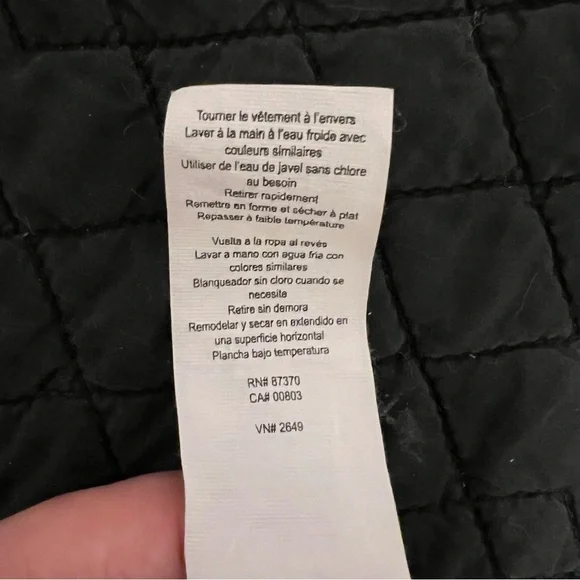 Tourner le vêtement à l'envers
Laver à la main à l'eau froide avec
couleurs similaires
Utiliser de l'eau de javel sans chlore
au besoin
Retirer rapidement
Remettre en forme et sécher à plat
Repasser à faible température
Vuelta a la ropa al revés
Lavar a mano con agua fria con
colores similares
Blanqueador sin cloro cuando se
necesite
Retire sin demora
Remodelar y secar en extendido en
una superficie horizontal
Plancha bajo temperatura
RN# 87370
CA# 00803
VN# 2649